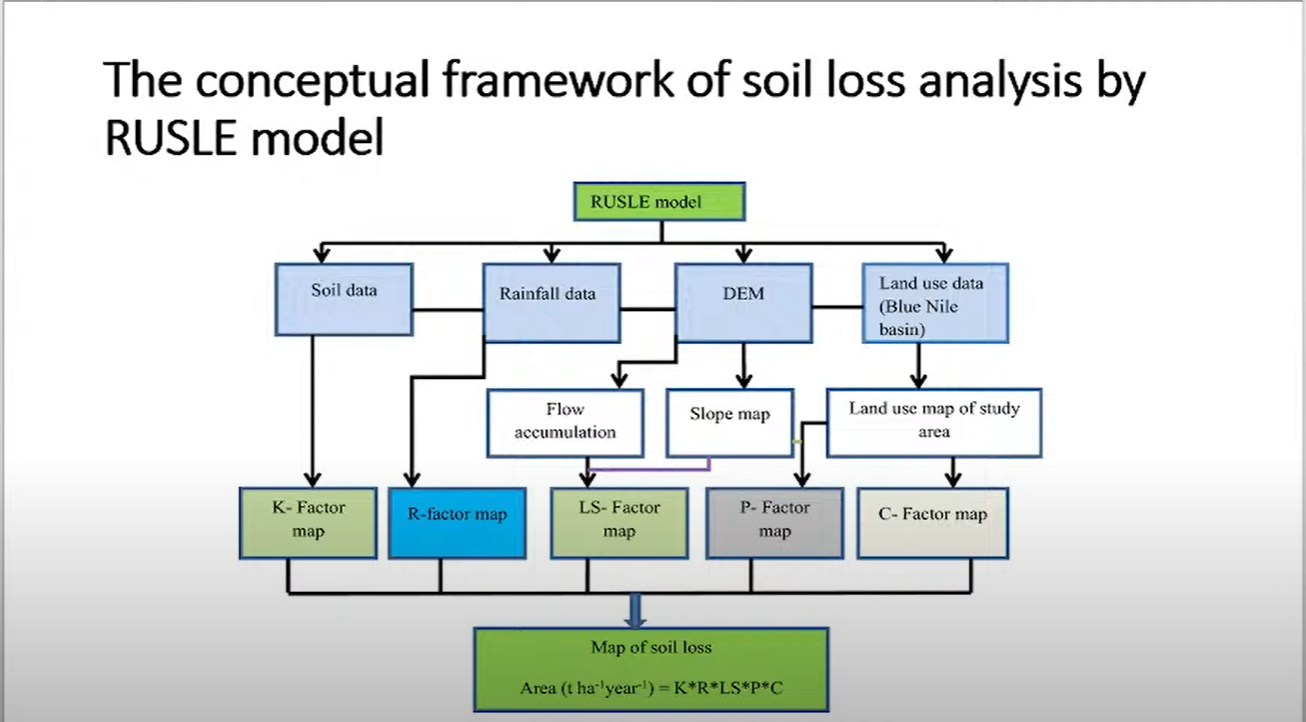 The conceptual framework of soil loss analysis by
RUSLE model
RUSLE model
Soil data
Rainfall data
DEM
Land use data
(Blue Nile
basin)
Flow
accumulation
Slope map
Land use map of study
area
K- Factor
map
R-factor map
LS- Factor
map
P- Factor
map
C- Factor map
Map of soil loss
Area (t ha⁻¹year⁻¹) = K*R*LS*P*C